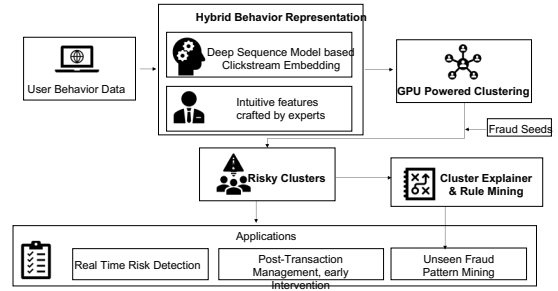 Hybrid Behavior Representation
Deep Sequence Model based
Clickstream Embedding
User Behavior Data
Intuitive features
crafted by experts
GPU Powered Clustering
Fraud Seeds
Risky Clusters
Cluster Explainer
& Rule Mining
Applications
Real Time Risk Detection
Post-Transaction
Management, early
Intervention
Unseen Fraud
Pattern Mining